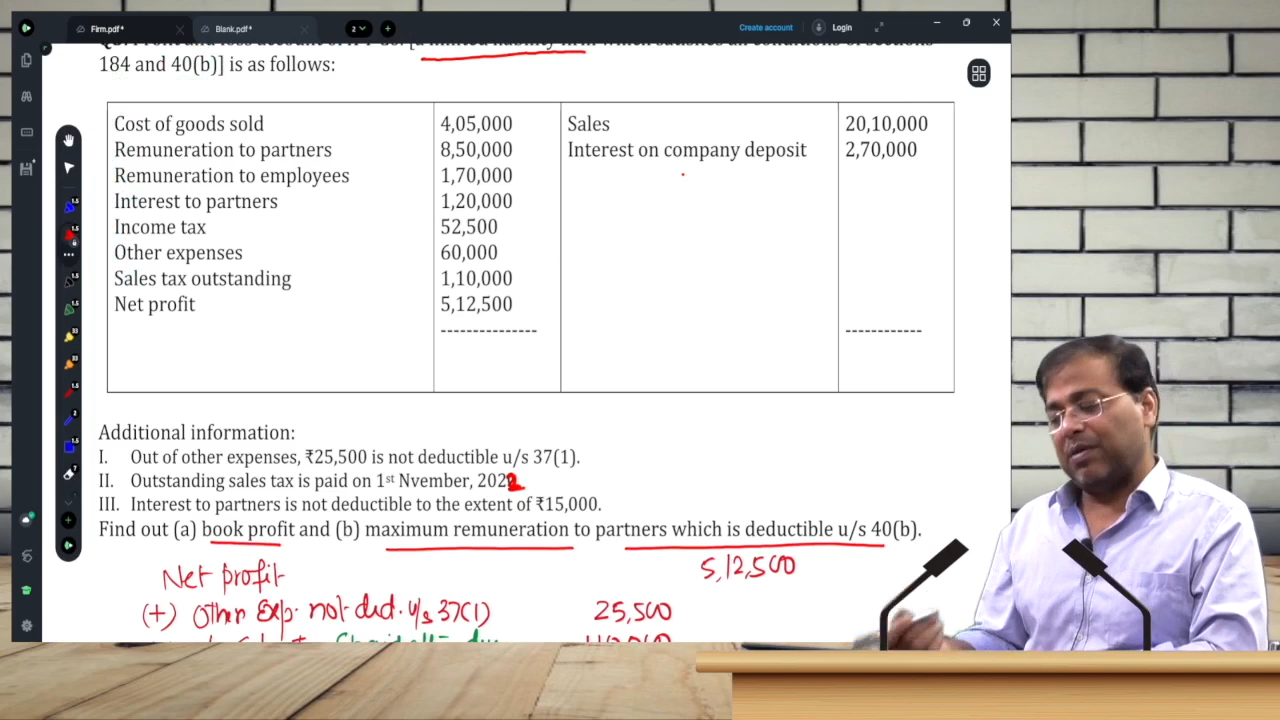 Firm.pdf*
Blank.pdf*
2
Create account
Login
184 and 40(b)] is as follows:
Cost of goods sold 4,05,000 Sales 20,10,000
Remuneration to partners 8,50,000 Interest on company deposit 2,70,000
Remuneration to employees 1,70,000
Interest to partners 1,20,000
Income tax 52,500
Other expenses 60,000
Sales tax outstanding 1,10,000
Net profit 5,12,500
Additional information:
I. Out of other expenses, ₹25,500 is not deductible u/s 37(1).
II. Outstanding sales tax is paid on 1st Nvember, 2022
III. Interest to partners is not deductible to the extent of ₹15,000.
Find out (a) book profit and (b) maximum remuneration to partners which is deductible u/s 40(b).
Net profit 5,12,500
(+) Other Exp. not ded. u/s 37(1) 25,500